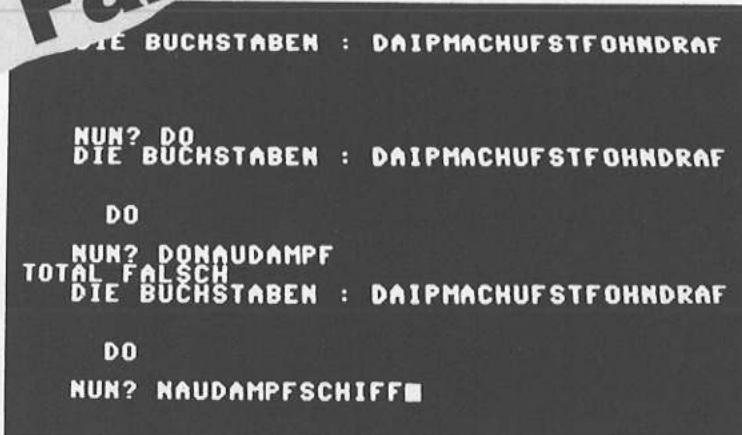 DIE BUCHSTABEN : DAIPMACHUFSTFOHNDRAF
NUN? DO
DIE BUCHSTABEN : DAIPMACHUFSTFOHNDRAF
DO
NUN? DONAUDAMPF
TOTAL FALSCH
DIE BUCHSTABEN : DAIPMACHUFSTFOHNDRAF
DO
NUN? NAUDAMPFSCHIFF